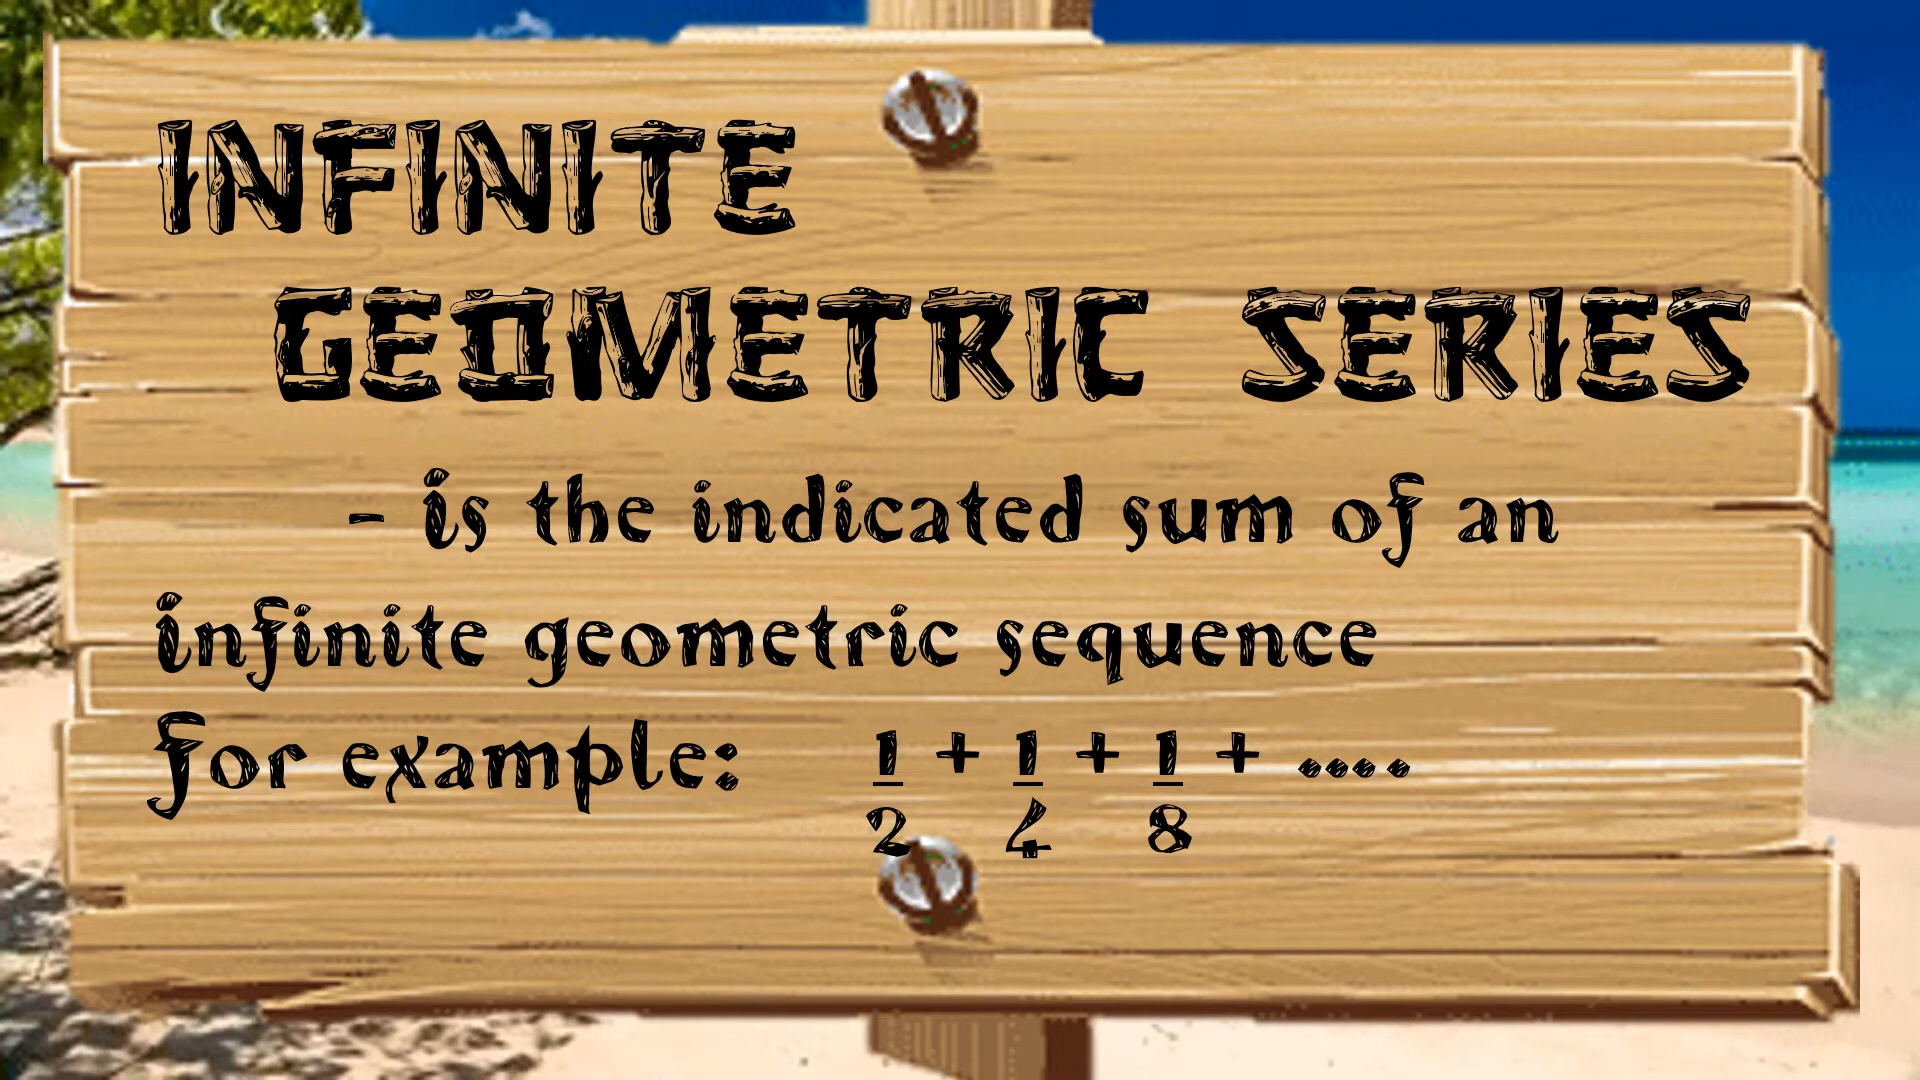 INFINITE
GEOMETRIC SERIES
- is the indicated sum of an
infinite geometric sequence
For example: 1 + 1 + 1 + ....
2 4 8